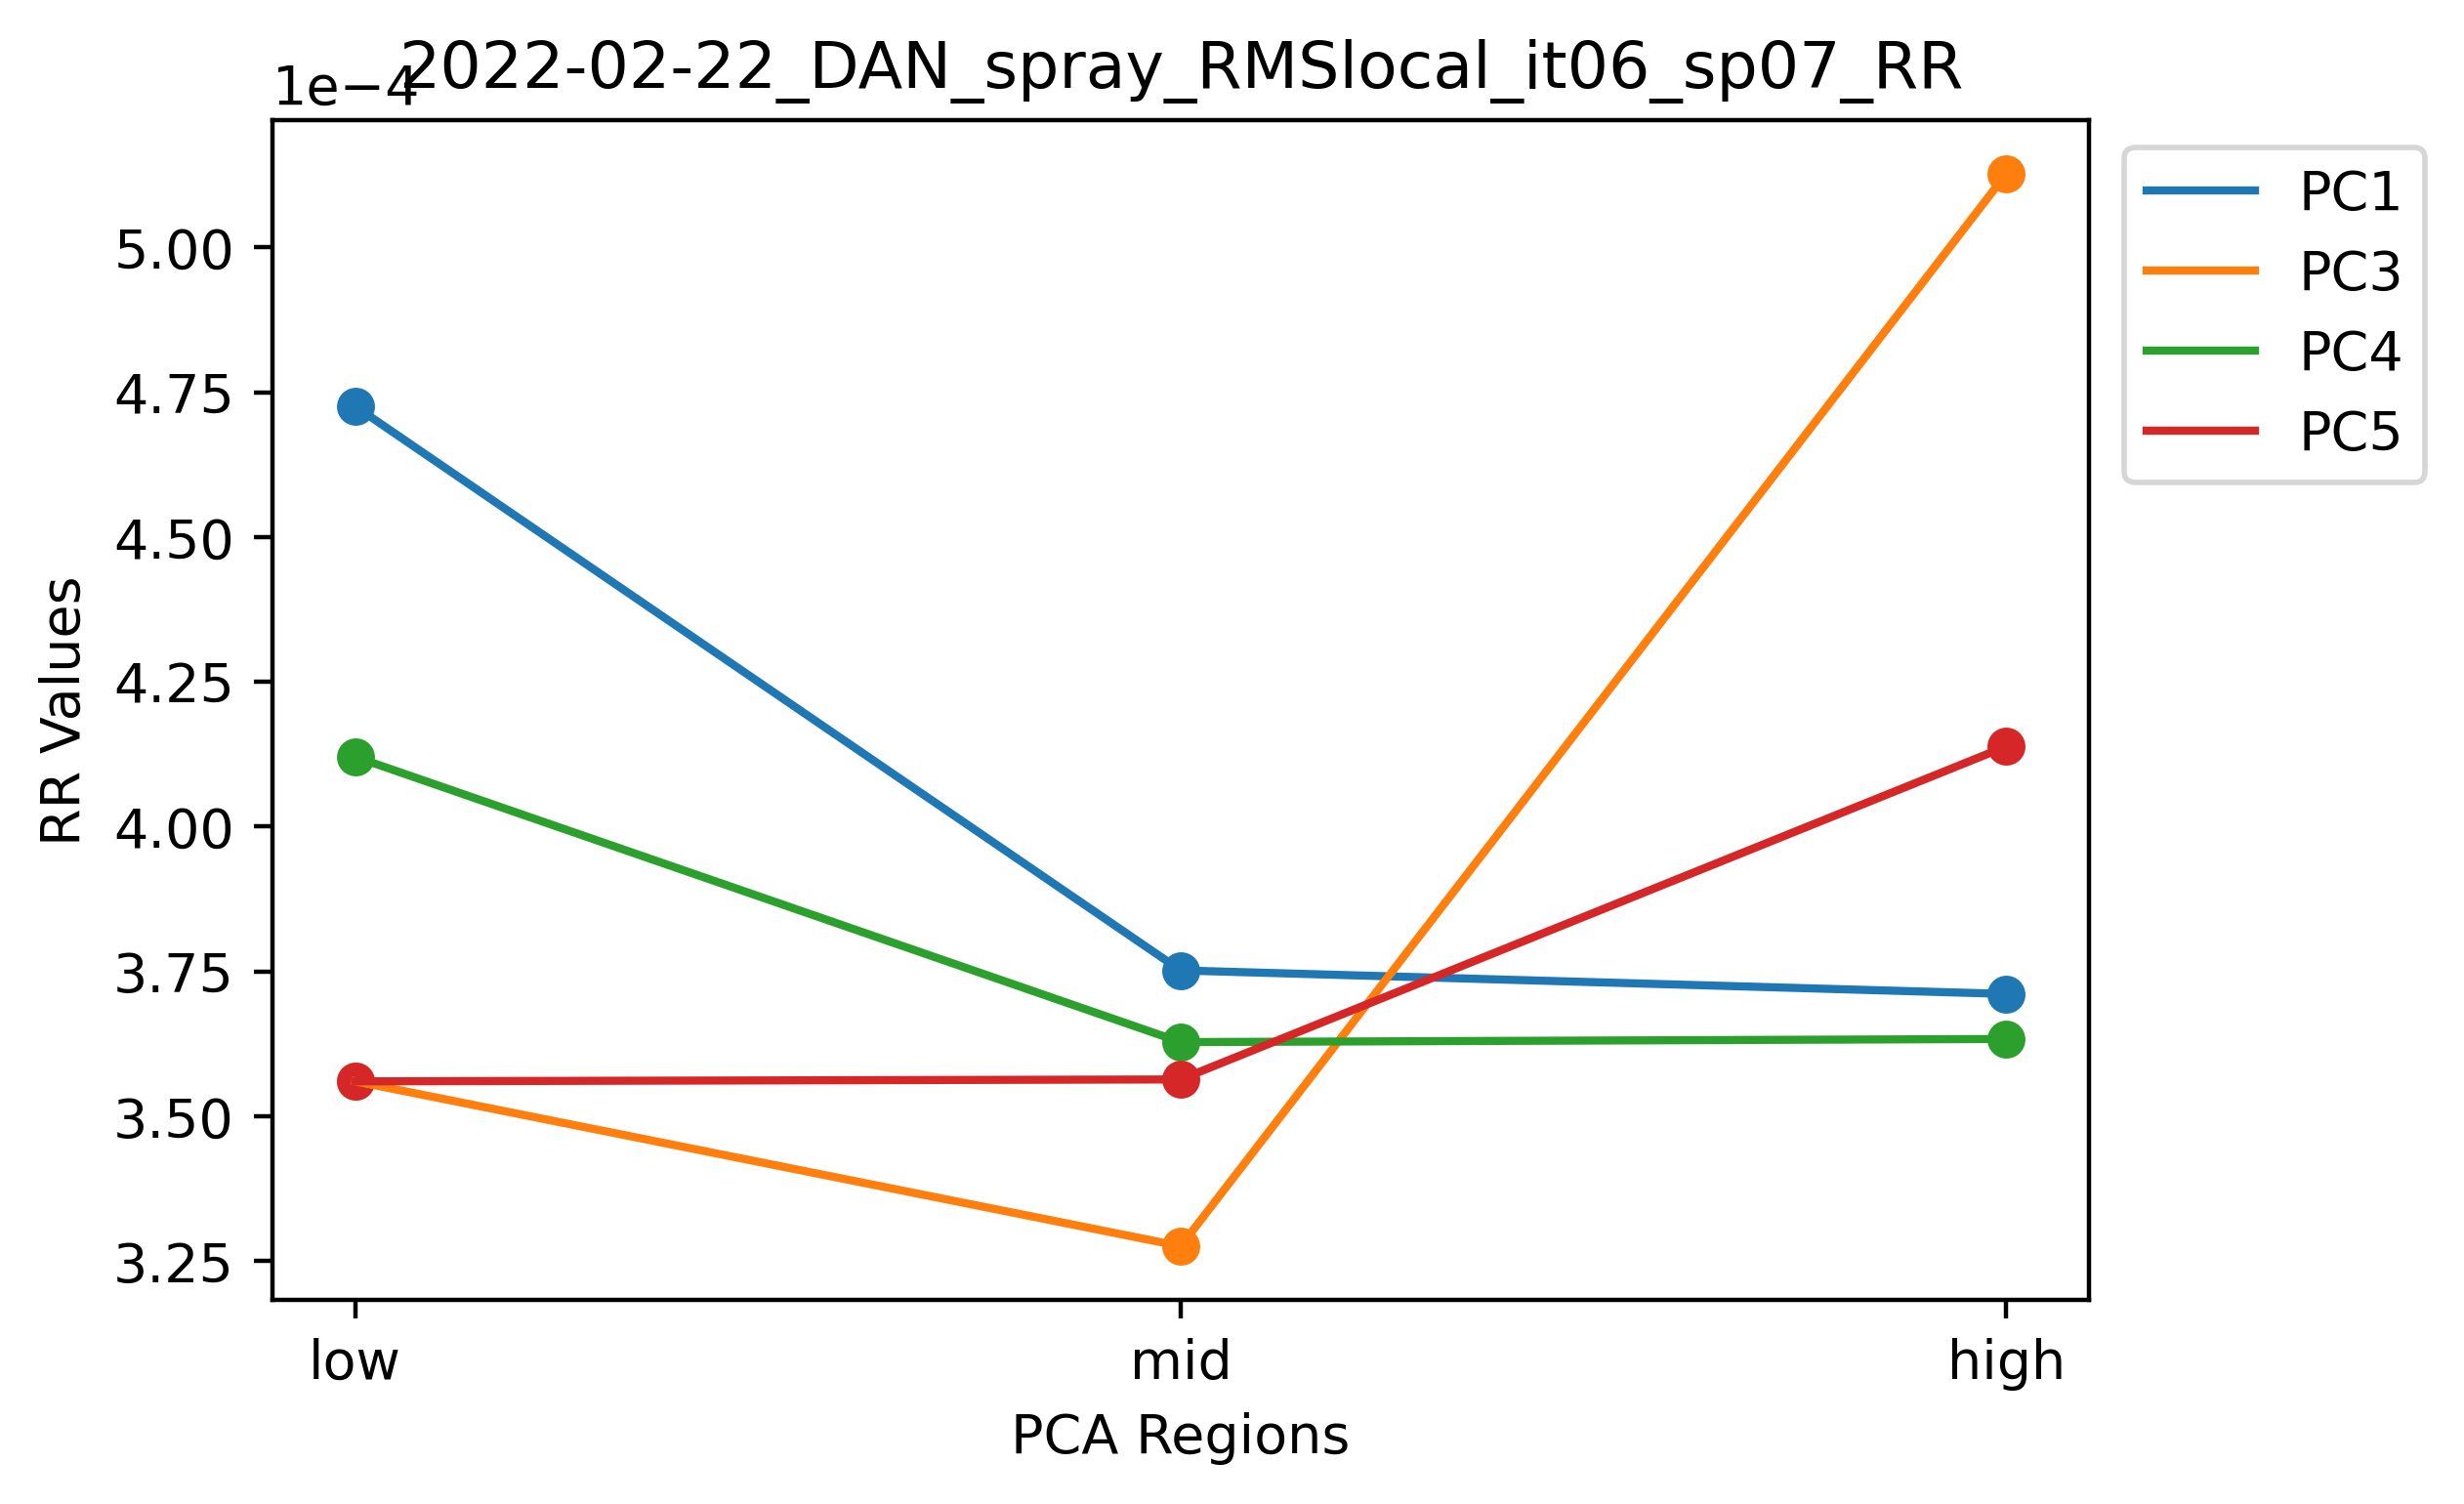 2022-02-22_DAN_spray_RMSlocal_it06_sp07_RR
1e−4
5.00
4.75
4.50
4.25
4.00
3.75
3.50
3.25
RR Values
low mid high
PCA Regions
PC1
PC3
PC4
PC5